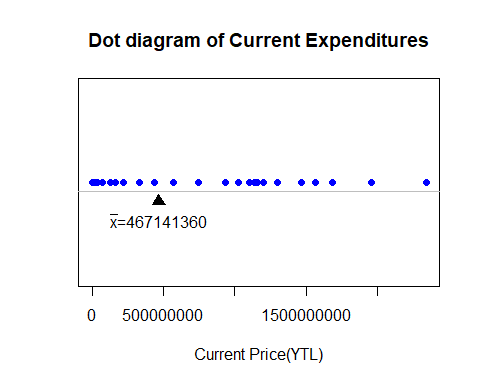 Dot diagram of Current Expenditures
x̄=467141360
0 500000000 1500000000
Current Price(YTL)